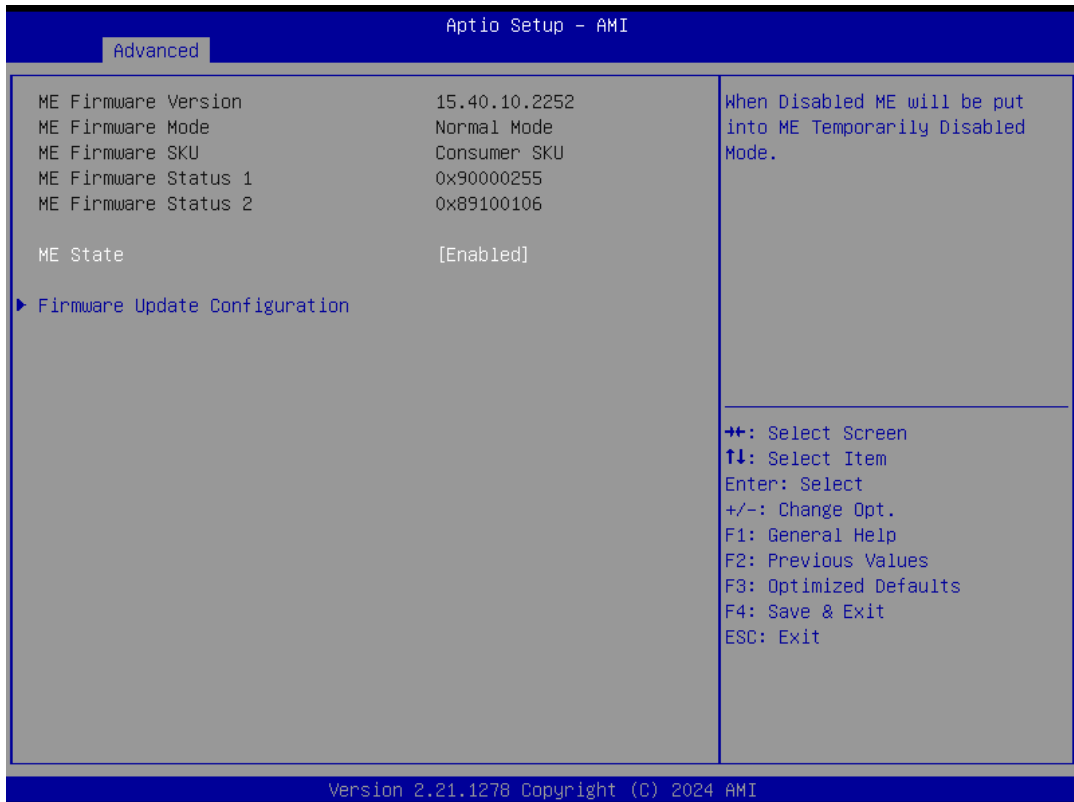 Aptio Setup – AMI
Advanced
ME Firmware Version 15.40.10.2252
ME Firmware Mode Normal Mode
ME Firmware SKU Consumer SKU
ME Firmware Status 1 0x90000255
ME Firmware Status 2 0x89100106
ME State [Enabled]
▶ Firmware Update Configuration
When Disabled ME will be put
into ME Temporarily Disabled
Mode.
→←: Select Screen
↑↓: Select Item
Enter: Select
+/-: Change Opt.
F1: General Help
F2: Previous Values
F3: Optimized Defaults
F4: Save & Exit
ESC: Exit
Version 2.21.1278 Copyright (C) 2024 AMI